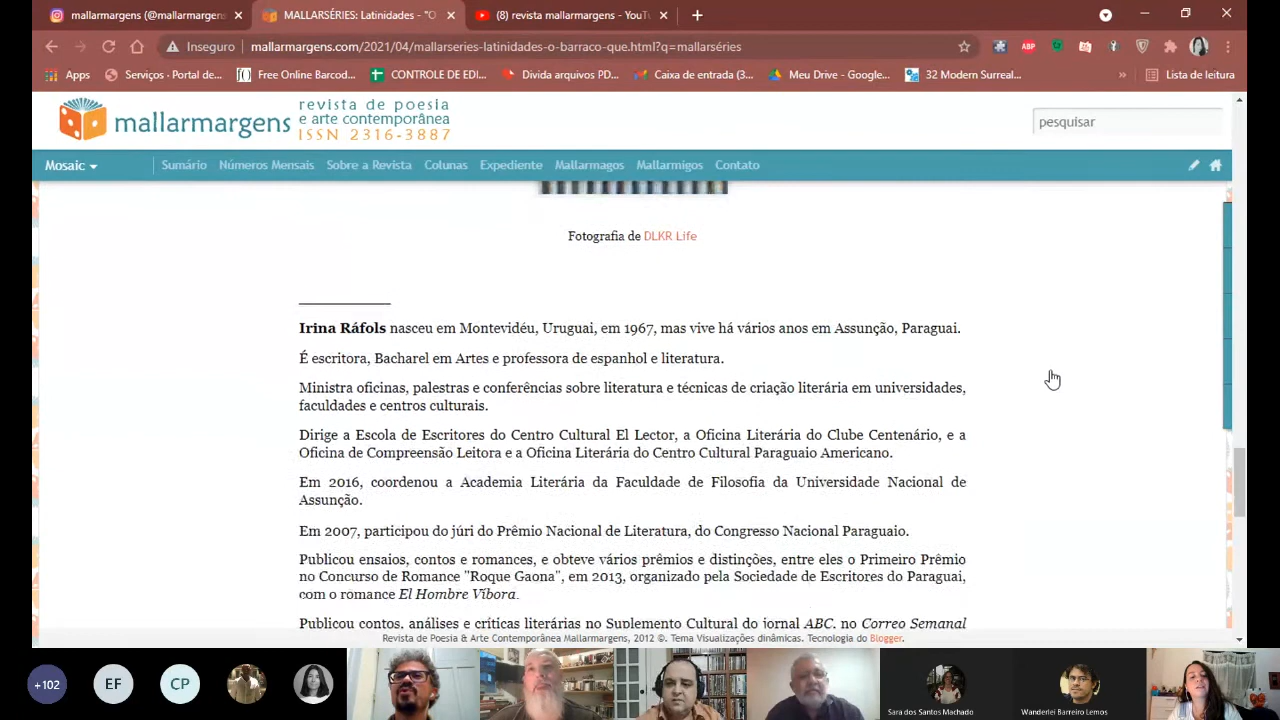 mallarmargens (@mallarmargens
MALLARSÉRIES: Latinidades - "O
(8) revista mallarmargens - YouTu
Inseguro
mallarmargens.com/2021/04/mallarseries-latinidades-o-barraco-que.html?q=mallarséries
Apps
Serviços · Portal de...
Free Online Barcod...
CONTROLE DE EDI...
Divida arquivos PD...
Caixa de entrada (3...
Meu Drive - Google...
32 Modern Surreal...
»
Lista de leitura
mallarmargens
revista de poesia
e arte contemporânea
ISSN 2316-3887
pesquisar
Mosaic
Sumário
Números Mensais
Sobre a Revista
Colunas
Expediente
Mallarmagos
Mallarmigos
Contato
Fotografia de DLKR Life
Irina Ráfols nasceu em Montevidéu, Uruguai, em 1967, mas vive há vários anos em Assunção, Paraguai.
É escritora, Bacharel em Artes e professora de espanhol e literatura.
Ministra oficinas, palestras e conferências sobre literatura e técnicas de criação literária em universidades,
faculdades e centros culturais.
Dirige a Escola de Escritores do Centro Cultural El Lector, a Oficina Literária do Clube Centenário, e a
Oficina de Compreensão Leitora e a Oficina Literária do Centro Cultural Paraguaio Americano.
Em 2016, coordenou a Academia Literária da Faculdade de Filosofia da Universidade Nacional de
Assunção.
Em 2007, participou do júri do Prêmio Nacional de Literatura, do Congresso Nacional Paraguaio.
Publicou ensaios, contos e romances, e obteve vários prêmios e distinções, entre eles o Primeiro Prêmio
no Concurso de Romance "Roque Gaona", em 2013, organizado pela Sociedade de Escritores do Paraguai,
com o romance El Hombre Víbora.
Publicou contos, análises e críticas literárias no Suplemento Cultural do jornal ABC, no Correo Semanal
Revista de Poesia & Arte Contemporânea Mallarmargens, 2012 ©. Tema Visualizações dinâmicas. Tecnologia do Blogger.
+102
EF
CP
Sara dos Santos Machado
Wanderlei Barreiro Lemos